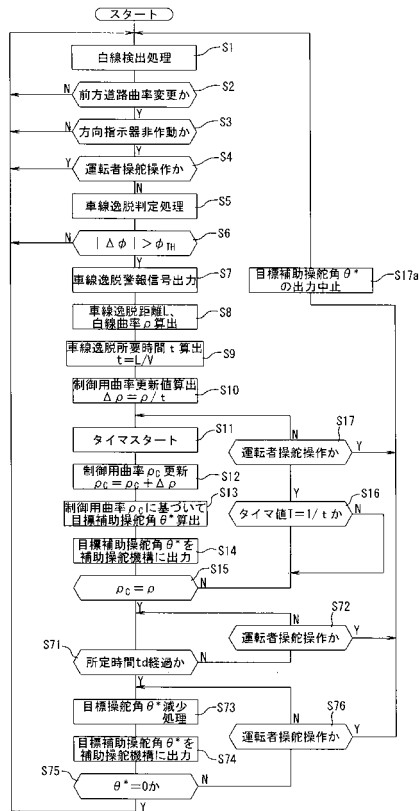 スタート
白線検出処理
S1
N
前方道路曲率変更か
S2
Y
N
方向指示器非作動か
S3
Y
Y
運転者操舵操作か
S4
N
車線逸脱判定処理
S5
N
|Δφ|>φTH
S6
Y
車線逸脱警報信号出力
S7
目標補助操舵角θ*
の出力中止
S17a
車線逸脱距離L、
白線曲率ρ算出
S8
車線逸脱所要時間t算出
t=L/V
S9
制御用曲率更新値算出
Δρ=ρ/t
S10
タイマスタート
S11
N
S17
運転者操舵操作か
Y
制御用曲率ρC更新
ρC=ρC+Δρ
S12
Y
S16
制御用曲率ρCに基づいて
目標補助操舵角θ*算出
S13
タイマ値T=1/tか
N
目標補助操舵角θ*を
補助操舵機構に出力
S14
ρC=ρ
S15
N
Y
N
S72
運転者操舵操作か
Y
S71
所定時間td経過か
N
Y
目標操舵角θ*減少
処理
S73
N
S76
運転者操舵操作か
Y
目標補助操舵角θ*を
補助操舵機構に出力
S74
S75
θ*=0か
N
Y